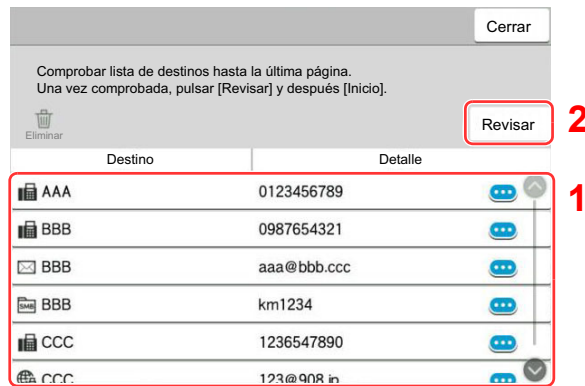 Cerrar
Comprobar lista de destinos hasta la última página.
Una vez comprobada, pulsar [Revisar] y después [Inicio].
Eliminar
Revisar
2
Destino Detalle
1
AAA 0123456789
BBB 0987654321
BBB aaa@bbb.ccc
SMB BBB km1234
CCC 1236547890
CCC 123@908.jp